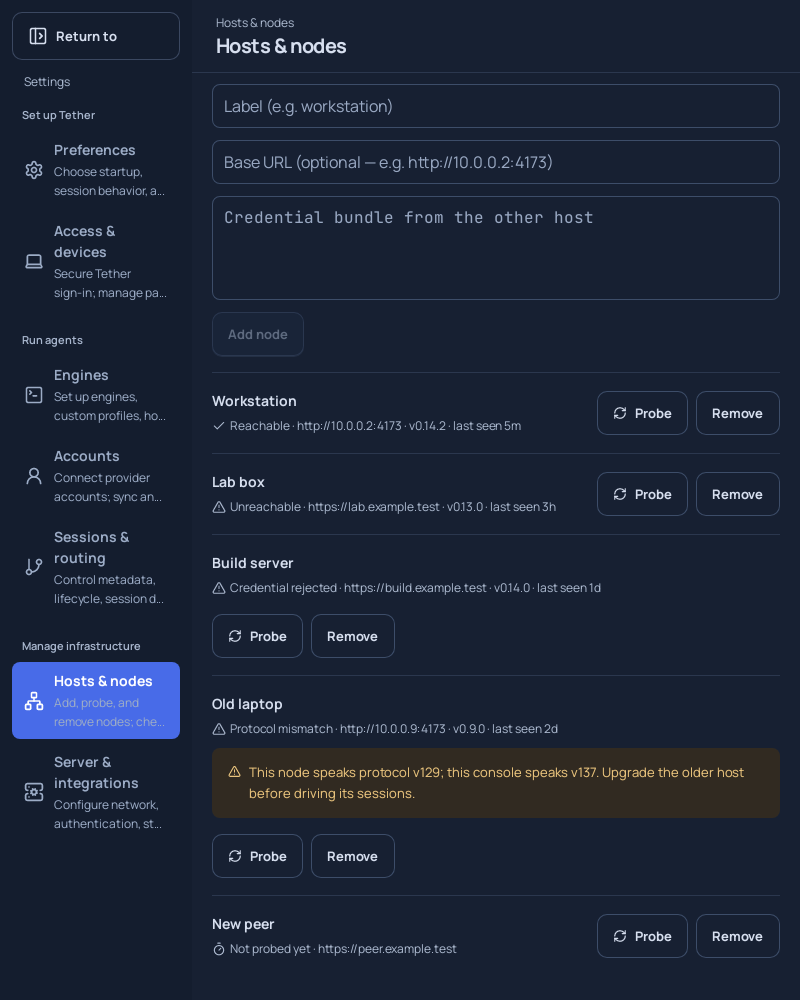 Return to
Settings
Set up Tether
Preferences
Choose startup,
session behavior, a...
Access &
devices
Secure Tether
sign-in; manage pa...
Run agents
Engines
Set up engines,
custom profiles, ho...
Accounts
Connect provider
accounts; sync an...
Sessions &
routing
Control metadata,
lifecycle, session d...
Manage infrastructure
Hosts & nodes
Add, probe, and
remove nodes; che...
Server &
integrations
Configure network,
authentication, st...
Hosts & nodes
Hosts & nodes
Label (e.g. workstation)
Base URL (optional — e.g. http://10.0.0.2:4173)
Credential bundle from the other host
Add node
Workstation
Reachable · http://10.0.0.2:4173 · v0.14.2 · last seen 5m
Probe
Remove
Lab box
Unreachable · https://lab.example.test · v0.13.0 · last seen 3h
Probe
Remove
Build server
Credential rejected · https://build.example.test · v0.14.0 · last seen 1d
Probe
Remove
Old laptop
Protocol mismatch · http://10.0.0.9:4173 · v0.9.0 · last seen 2d
This node speaks protocol v129; this console speaks v137. Upgrade the older host
before driving its sessions.
Probe
Remove
New peer
Not probed yet · https://peer.example.test
Probe
Remove